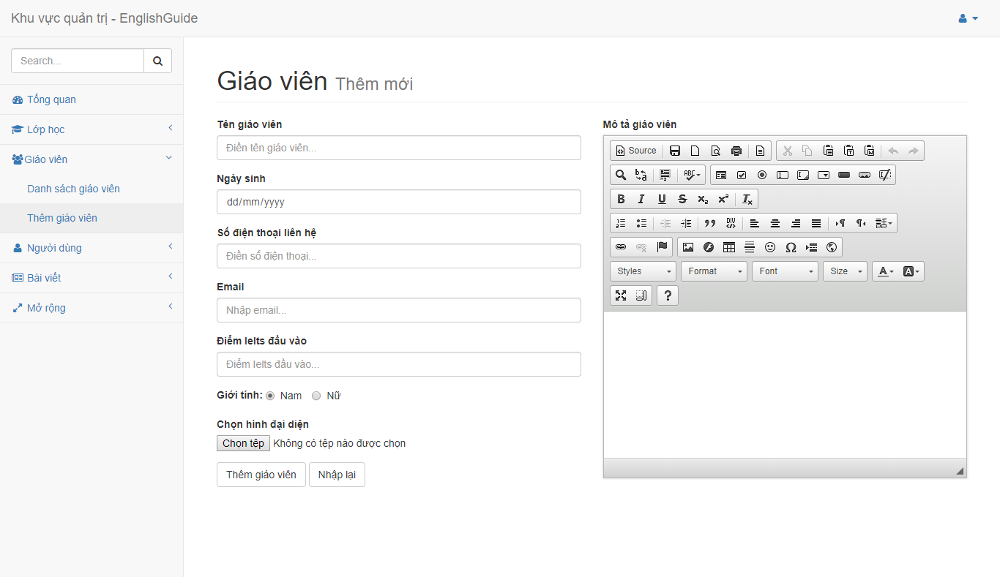 Khu vực quản trị - EnglishGuide
Search...
Tổng quan
Lớp học
Giáo viên
Danh sách giáo viên
Thêm giáo viên
Người dùng
Bài viết
Mở rộng
Giáo viên Thêm mới
Tên giáo viên
Điền tên giáo viên...
Ngày sinh
dd/mm/yyyy
Số điện thoại liên hệ
Điền số điện thoại...
Email
Nhập email...
Điểm Ielts đầu vào
Điểm Ielts đầu vào...
Giới tính: Nam Nữ
Chọn hình đại diện
Chọn tệp Không có tệp nào được chọn
Thêm giáo viên Nhập lại
Mô tả giáo viên
Source
Styles Format Font Size